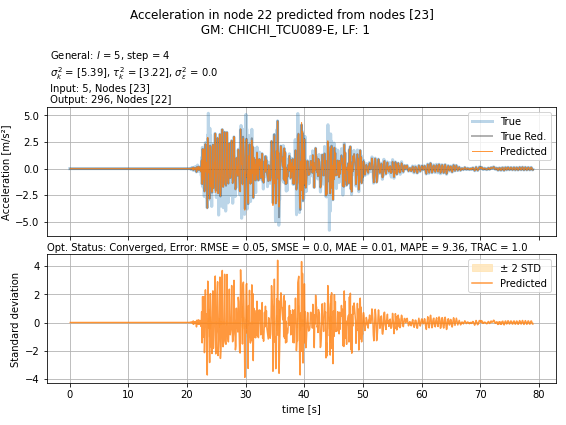 Acceleration in node 22 predicted from nodes [23]
GM: CHICHI_TCU089-E, LF: 1
General: l = 5, step = 4
σ²ₖ = [5.39], τ²ₖ = [3.22], σ²ε = 0.0
Input: 5, Nodes [23]
Output: 296, Nodes [22]
Acceleration [m/s²]
5.0
2.5
0.0
−2.5
−5.0
True
True Red.
Predicted
Opt. Status: Converged, Error: RMSE = 0.05, SMSE = 0.0, MAE = 0.01, MAPE = 9.36, TRAC = 1.0
Standard deviation
4
2
0
−2
−4
± 2 STD
Predicted
0 10 20 30 40 50 60 70 80
time [s]